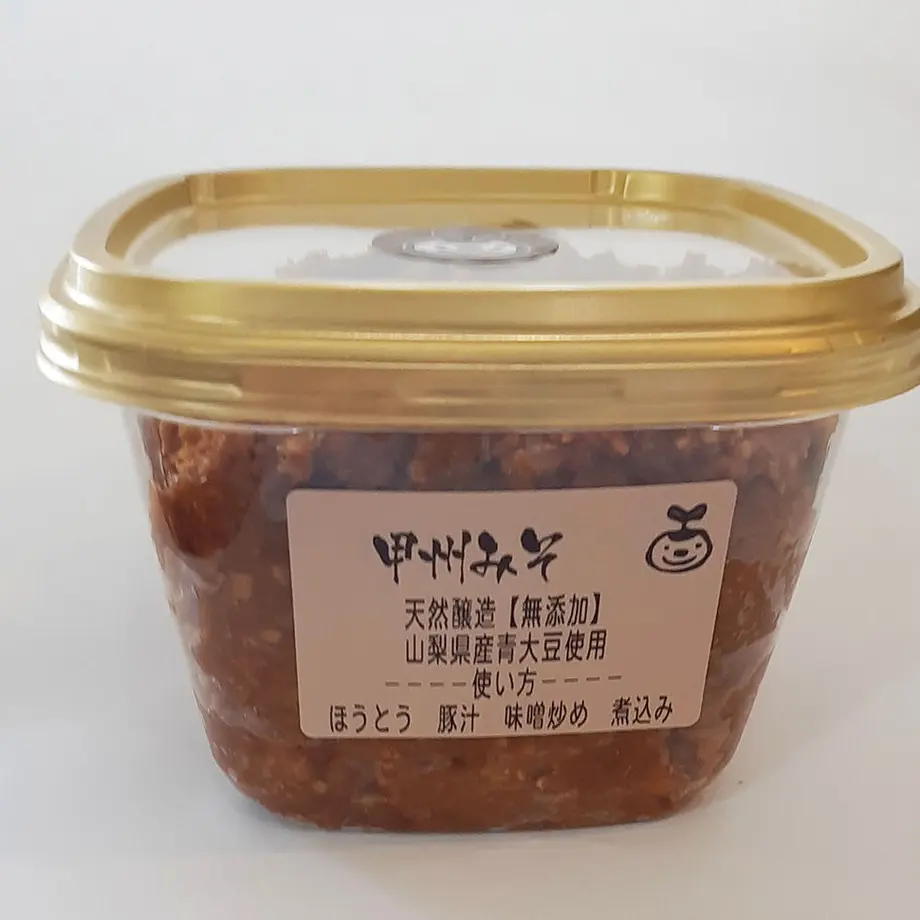 甲州みそ
天然醸造【無添加】
山梨県産青大豆使用
----使い方----
ほうとう　豚汁　味噌炒め　煮込み